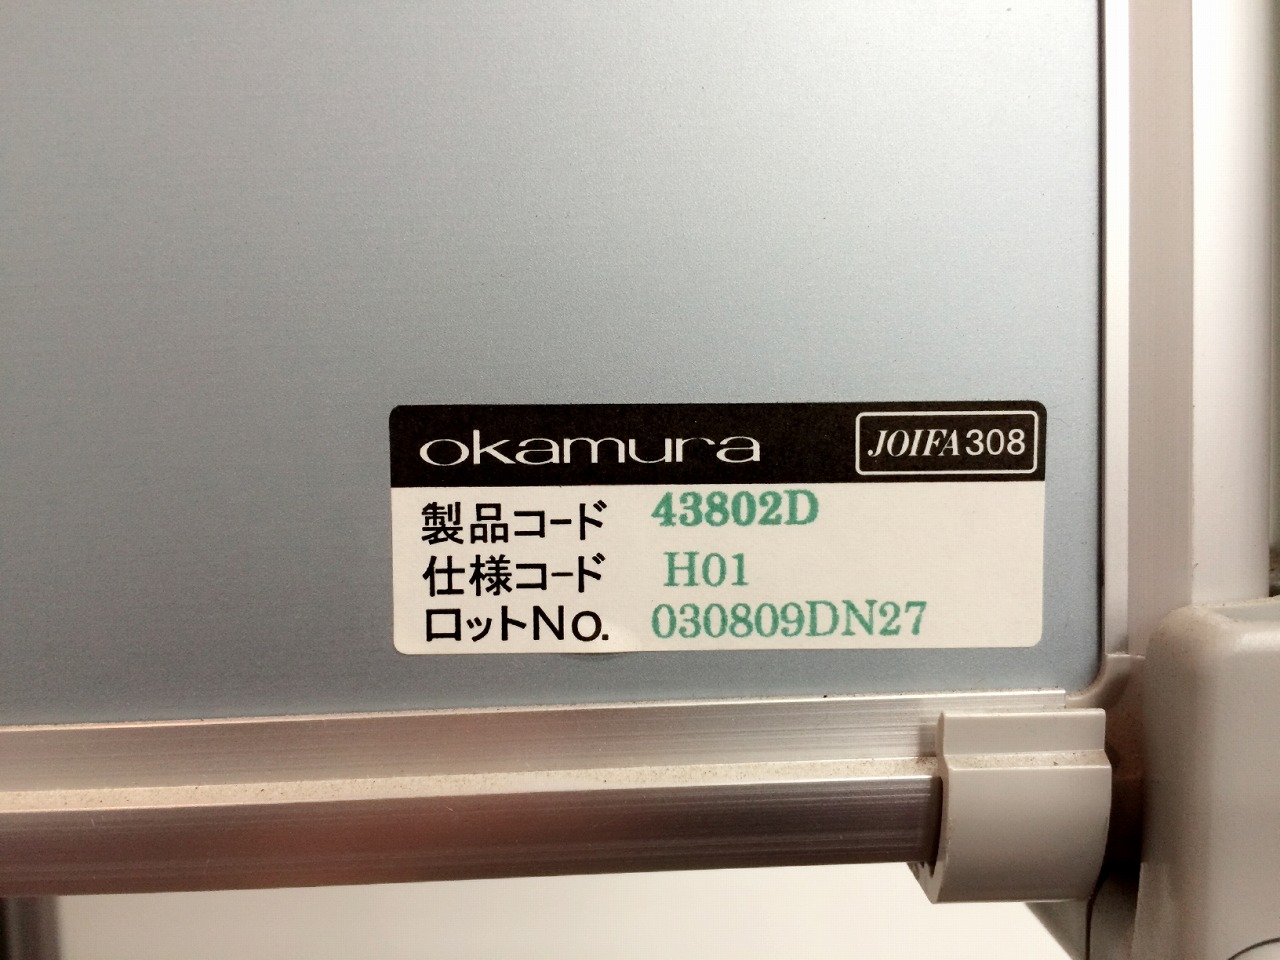 okamura JOIFA308
製品コード 43802D
仕様コード H01
ロットNo. 030809DN27